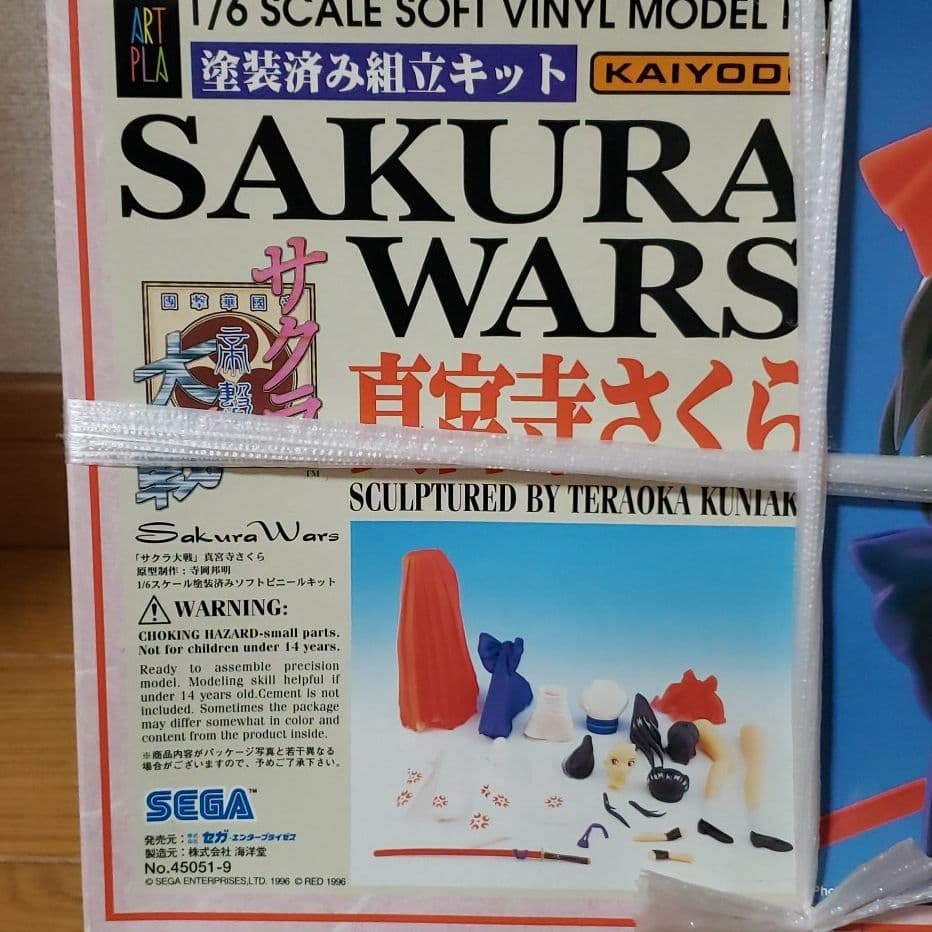 ART
PLA
1/6 SCALE SOFT VINYL MODEL
塗装済み組立キット
KAIYOD
SAKURA
WARS
サクラ
團撃華國
帝撃
大
真宮寺さくら
TM
SCULPTURED BY TERAOKA KUNIAK
Sakura Wars
「サクラ大戦」真宮寺さくら
原型制作:寺岡邦明
1/6スケール塗装済みソフトビニールキット
WARNING:
CHOKING HAZARD-small parts.
Not for children under 14 years.
Ready to assemble precision
model. Modeling skill helpful if
under 14 years old.Cement is not
included. Sometimes the package
may differ somewhat in color and
content from the product inside.
※商品内容がパッケージ写真と若干異なる
場合がございますので、予めご了承下さい。
SEGA™
発売元:株式会社 セガ・エンタープライゼス
製造元:株式会社 海洋堂
No.45051-9
© SEGA ENTERPRISES,LTD. 1996 © RED 1996